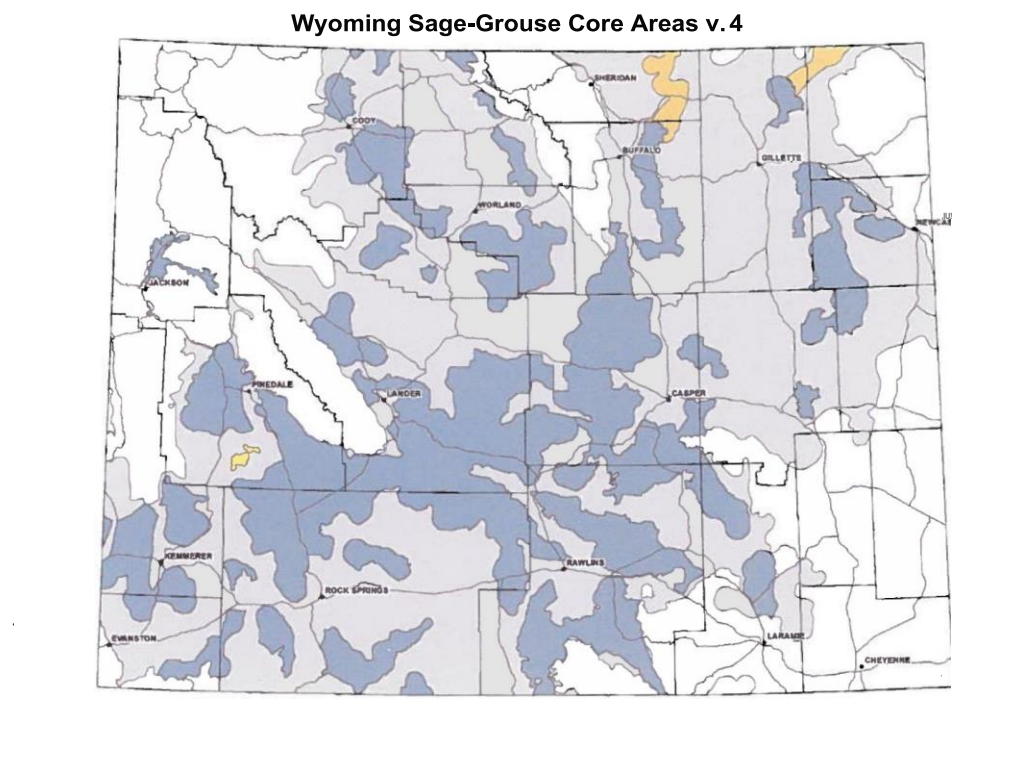 Wyoming Sage-Grouse Core Areas v. 4
SHERIDAN
CODY
BUFFALO
GILLETTE
WORLAND
JACKSON
PINEDALE
LANDER
CASPER
KEMMERER
RAWLINS
ROCK SPRINGS
EVANSTON
LARAMIE
CHEYENNE